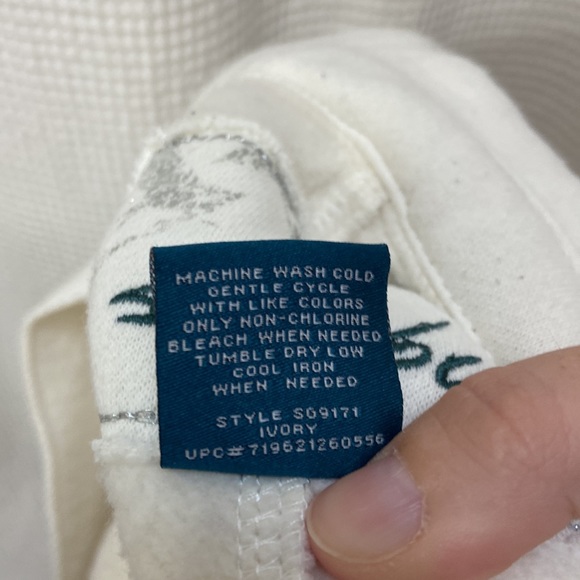 MACHINE WASH COLD
GENTLE CYCLE
WITH LIKE COLORS
ONLY NON-CHLORINE
BLEACH WHEN NEEDED
TUMBLE DRY LOW
COOL IRON
WHEN NEEDED
STYLE S09171
IVORY
UPC# 719621260556